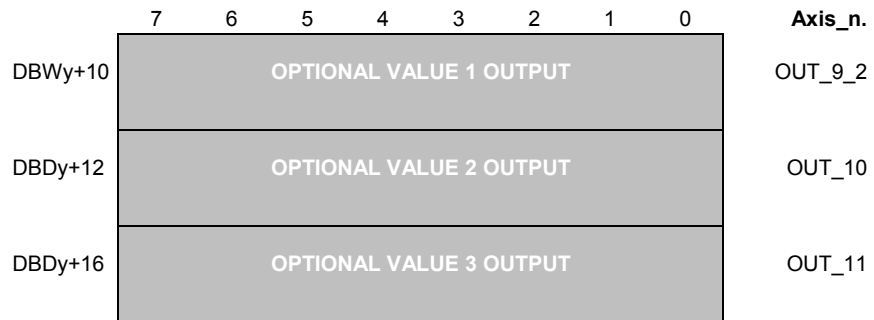 7 6 5 4 3 2 1 0 Axis_n.
DBWy+10 OPTIONAL VALUE 1 OUTPUT OUT_9_2
DBDy+12 OPTIONAL VALUE 2 OUTPUT OUT_10
DBDy+16 OPTIONAL VALUE 3 OUTPUT OUT_11